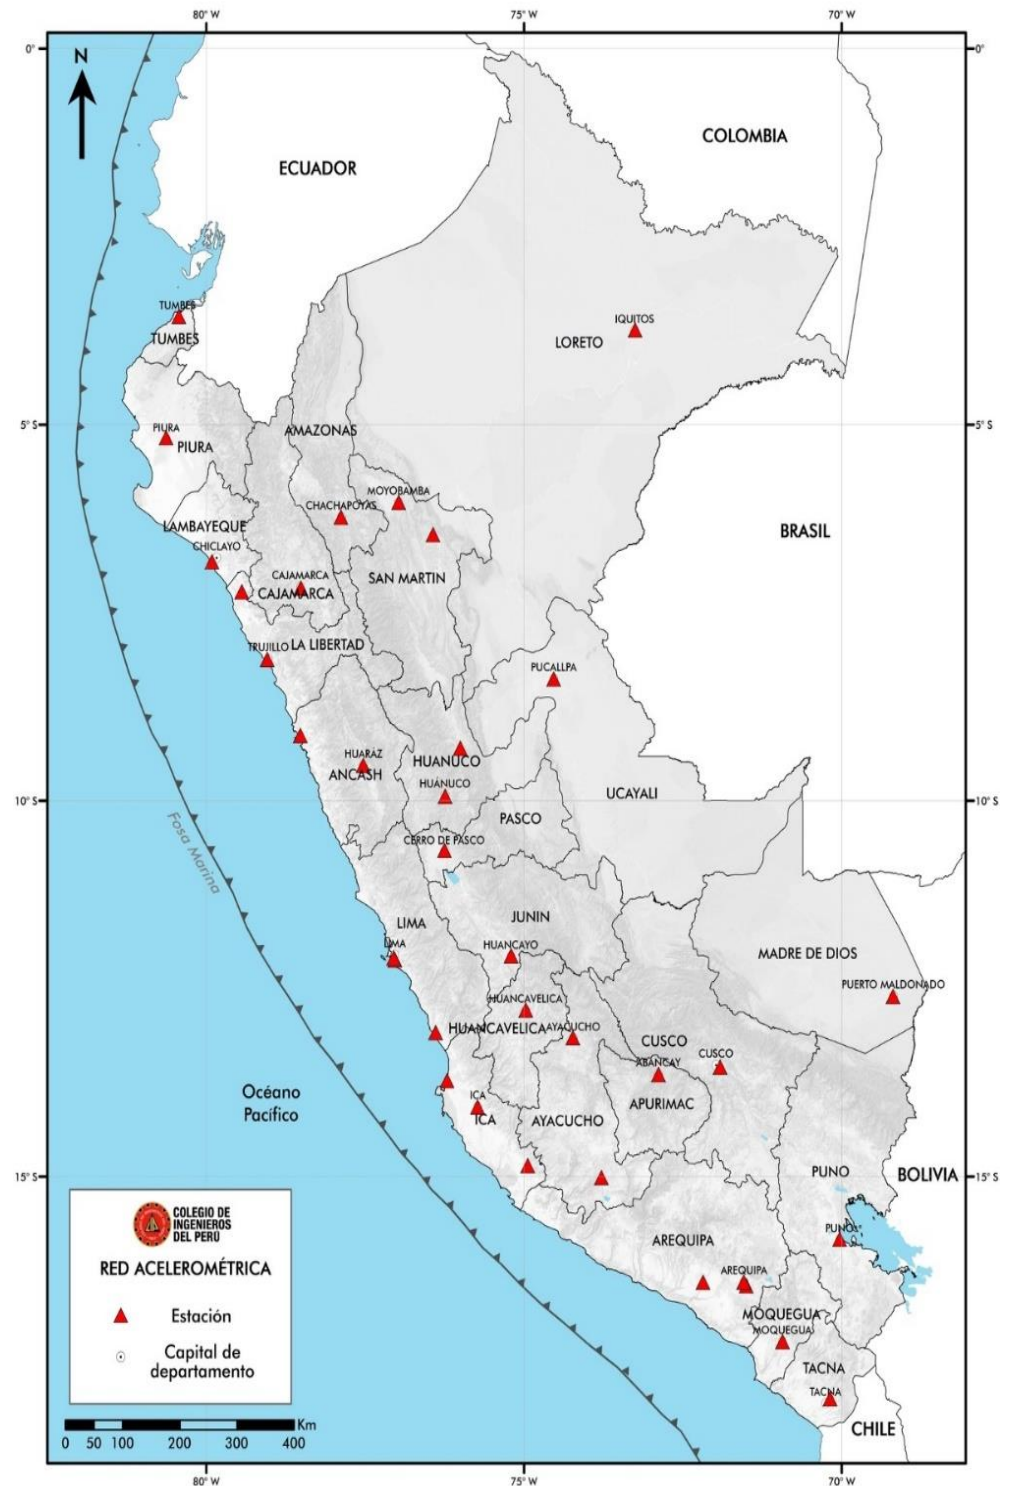 80° W
75° W
70° W
0°
0°
N
COLOMBIA
ECUADOR
TUMBES
TUMBES
IQUITOS
LORETO
5° S
5° S
PIURA
PIURA
AMAZONAS
MOYOBAMBA
CHACHAPOYAS
LAMBAYEQUE
BRASIL
CHICLAYO
CAJAMARCA
SAN MARTIN
CAJAMARCA
TRUJILLO
LA LIBERTAD
PUCALLPA
HUARAZ
HUANUCO
ANCASH
HUÁNUCO
UCAYALI
10° S
10° S
PASCO
Fosa Marina
CERRO DE PASCO
LIMA
JUNIN
LIMA
HUANCAYO
MADRE DE DIOS
PUERTO MALDONADO
HUANCAVELICA
HUANCAVELICA
AYACUCHO
CUSCO
CUSCO
ABANCAY
Océano
Pacífico
ICA
ICA
APURIMAC
AYACUCHO
15° S
15° S
PUNO
BOLIVIA
COLEGIO DE
INGENIEROS
DEL PERÚ
RED ACELEROMÉTRICA
Estación
Capital de
departamento
PUNO
AREQUIPA
AREQUIPA
MOQUEGUA
MOQUEGUA
TACNA
TACNA
CHILE
Km
0 50 100 200 300 400
80° W
75° W
70° W